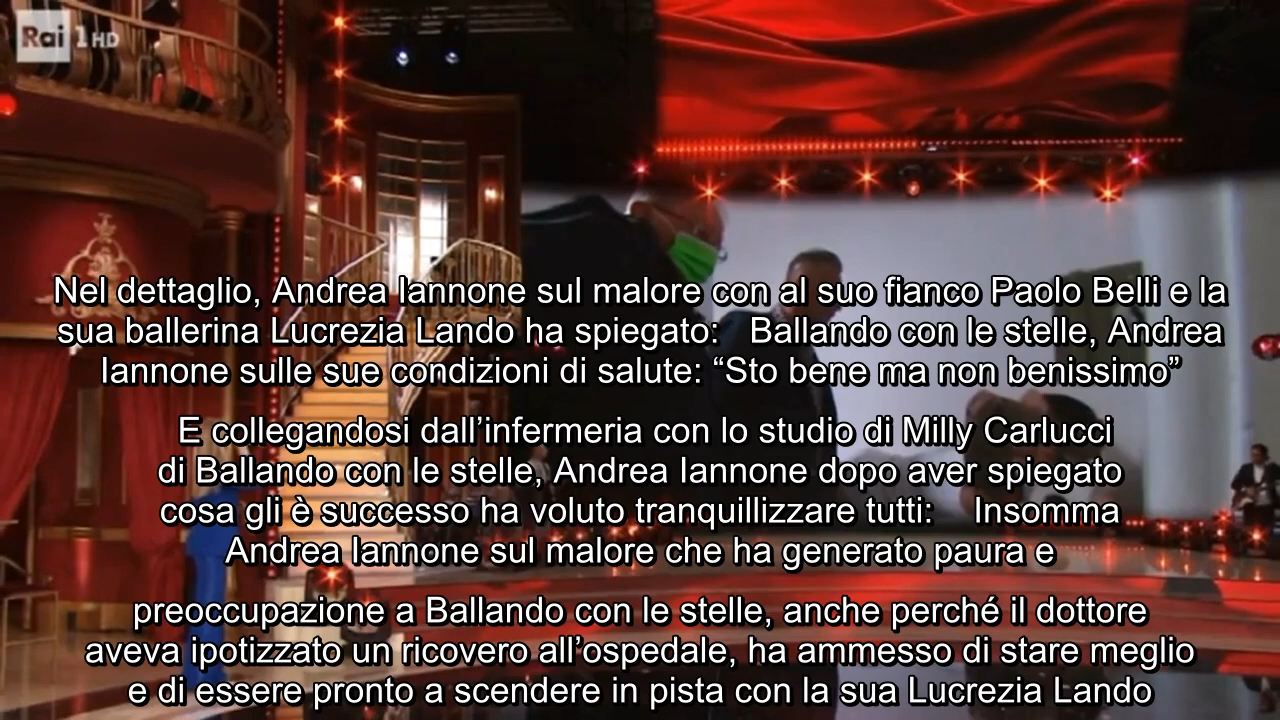 Rai 1 HD
Nel dettaglio, Andrea Iannone sul malore con al suo fianco Paolo Belli e la
sua ballerina Lucrezia Lando ha spiegato:   Ballando con le stelle, Andrea
Iannone sulle sue condizioni di salute: “Sto bene ma non benissimo”
E collegandosi dall’infermeria con lo studio di Milly Carlucci
di Ballando con le stelle, Andrea Iannone dopo aver spiegato
cosa gli è successo ha voluto tranquillizzare tutti:    Insomma
Andrea Iannone sul malore che ha generato paura e
preoccupazione a Ballando con le stelle, anche perché il dottore
aveva ipotizzato un ricovero all’ospedale, ha ammesso di stare meglio
e di essere pronto a scendere in pista con la sua Lucrezia Lando